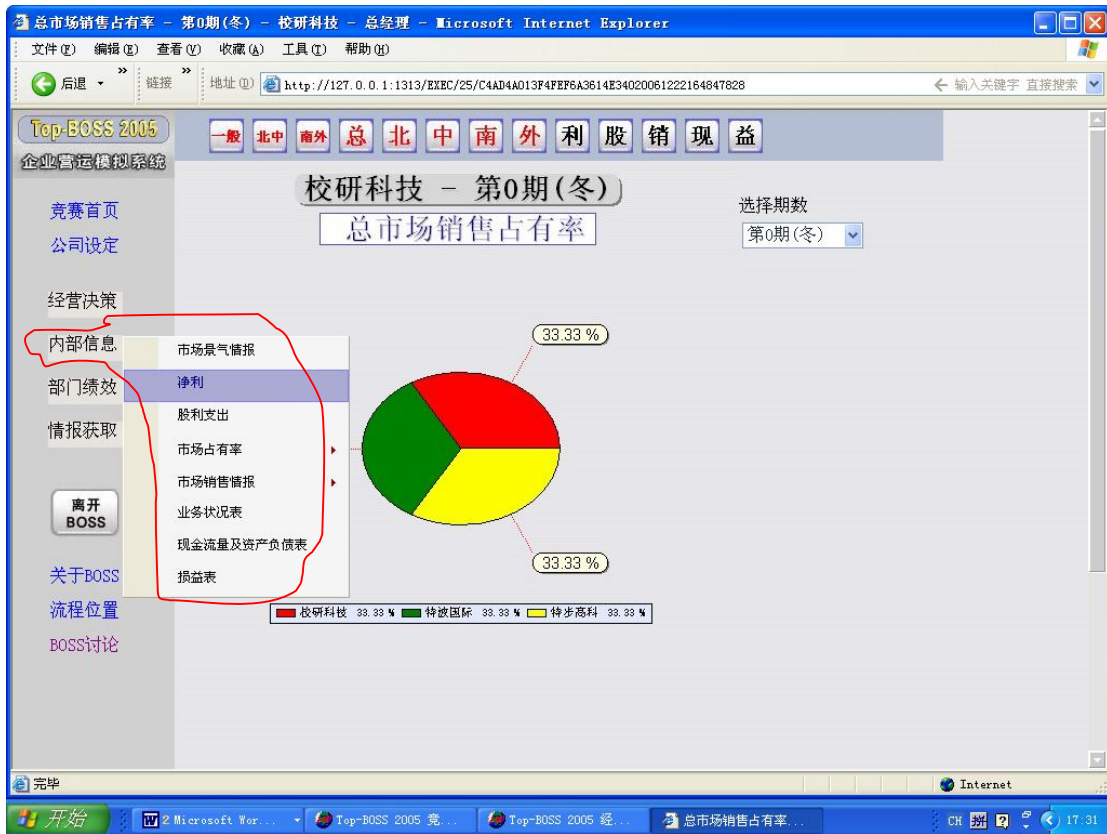 总市场销售占有率 - 第0期(冬) - 校研科技 - 总经理 - Microsoft Internet Explorer
文件(F) 编辑(E) 查看(V) 收藏(A) 工具(T) 帮助(H)
后退 » 链接 » 地址(D) http://127.0.0.1:1313/EXEC/25/C4AD4A013F4FEF6A3614E34020061222164847828 输入关键字 直接搜索
Top-BOSS 2005
企业营运模拟系统
一般 北中 南外 总 北 中 南 外 利 股 销 现 益
校研科技 - 第0期(冬)
总市场销售占有率
选择期数
第0期(冬)
竞赛首页
公司设定
经营决策
内部信息
部门绩效
情报获取
离开
BOSS
关于BOSS
流程位置
BOSS讨论
市场景气情报
净利
股利支出
市场占有率
市场销售情报
业务状况表
现金流量及资产负债表
损益表
33.33 %
33.33 %
校研科技 33.33 % 特波国际 33.33 % 特步高科 33.33 %
完毕
Internet
开始 2 Microsoft Wor... Top-BOSS 2005 竞... Top-BOSS 2005 经... 总市场销售占有率... CH 拼 17:31